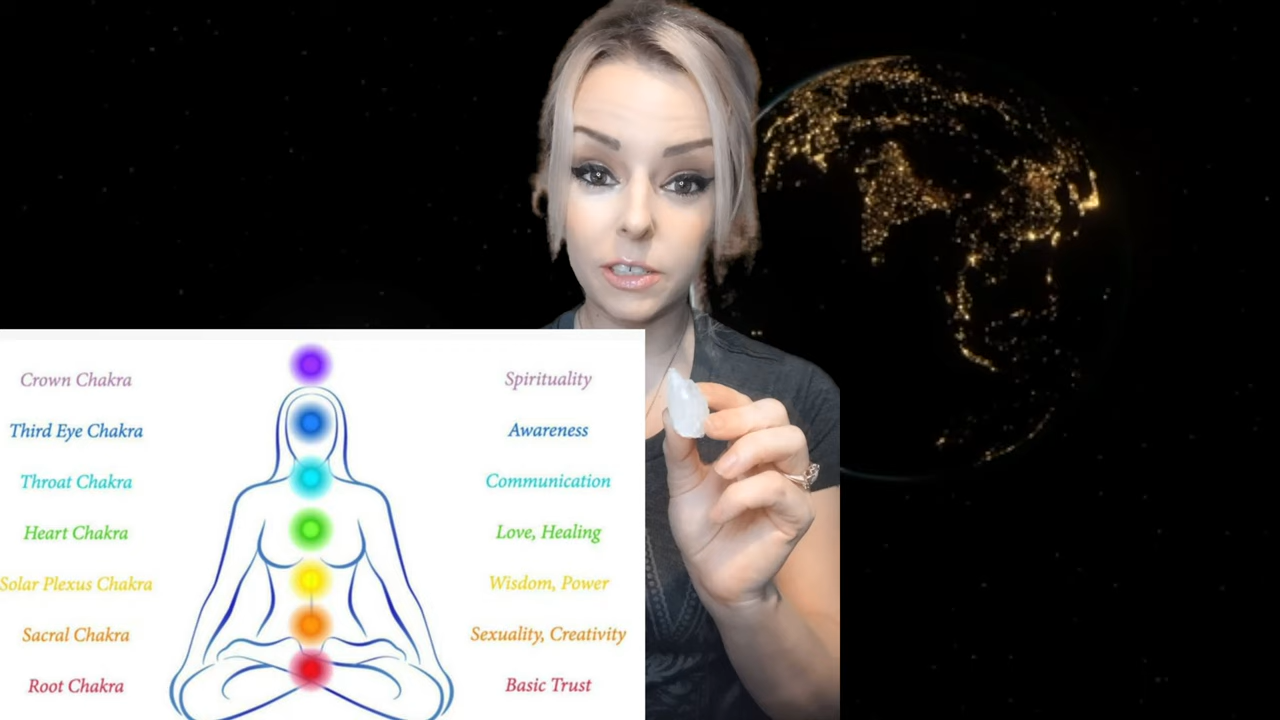 Crown Chakra Spirituality
Third Eye Chakra Awareness
Throat Chakra Communication
Heart Chakra Love, Healing
Solar Plexus Chakra Wisdom, Power
Sacral Chakra Sexuality, Creativity
Root Chakra Basic Trust